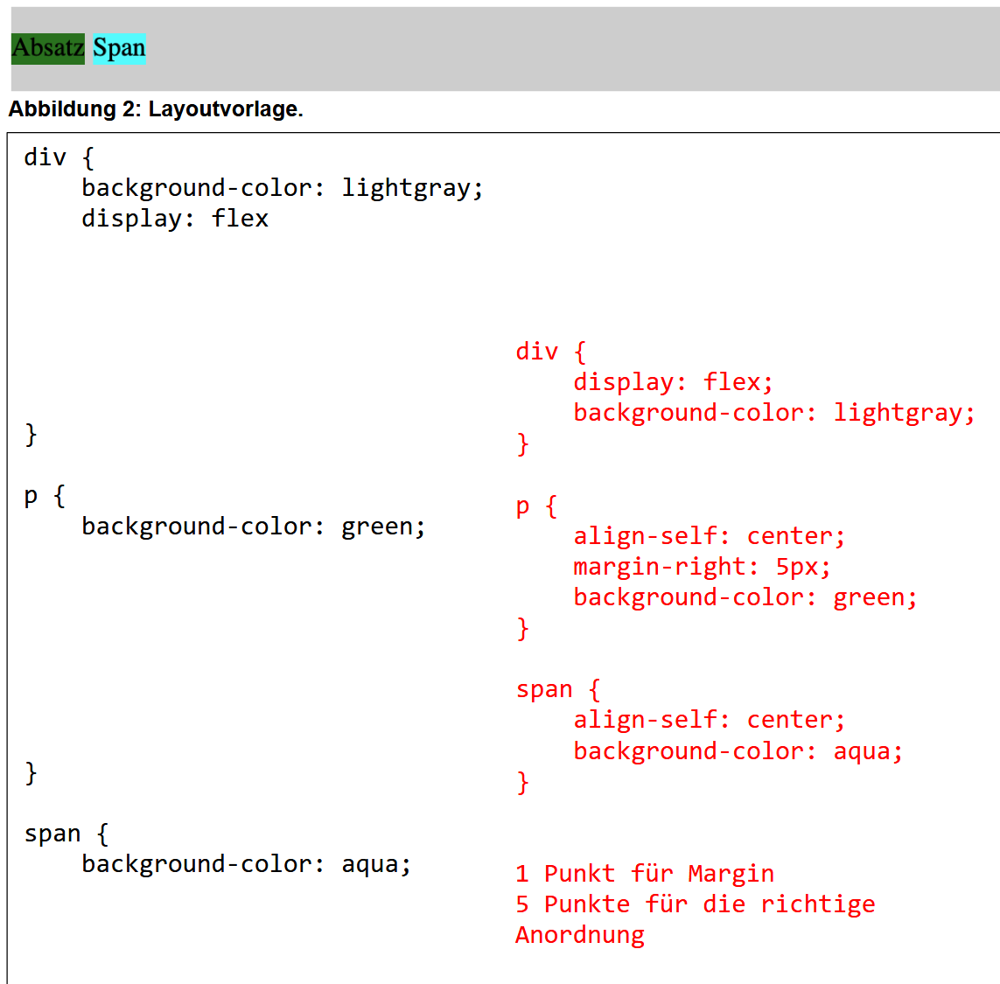 Absatz Span
Abbildung 2: Layoutvorlage.
div {
    background-color: lightgray;
    display: flex
}
p {
    background-color: green;
}
span {
    background-color: aqua;
div {
    display: flex;
    background-color: lightgray;
}
p {
    align-self: center;
    margin-right: 5px;
    background-color: green;
}
span {
    align-self: center;
    background-color: aqua;
}
1 Punkt für Margin
5 Punkte für die richtige
Anordnung